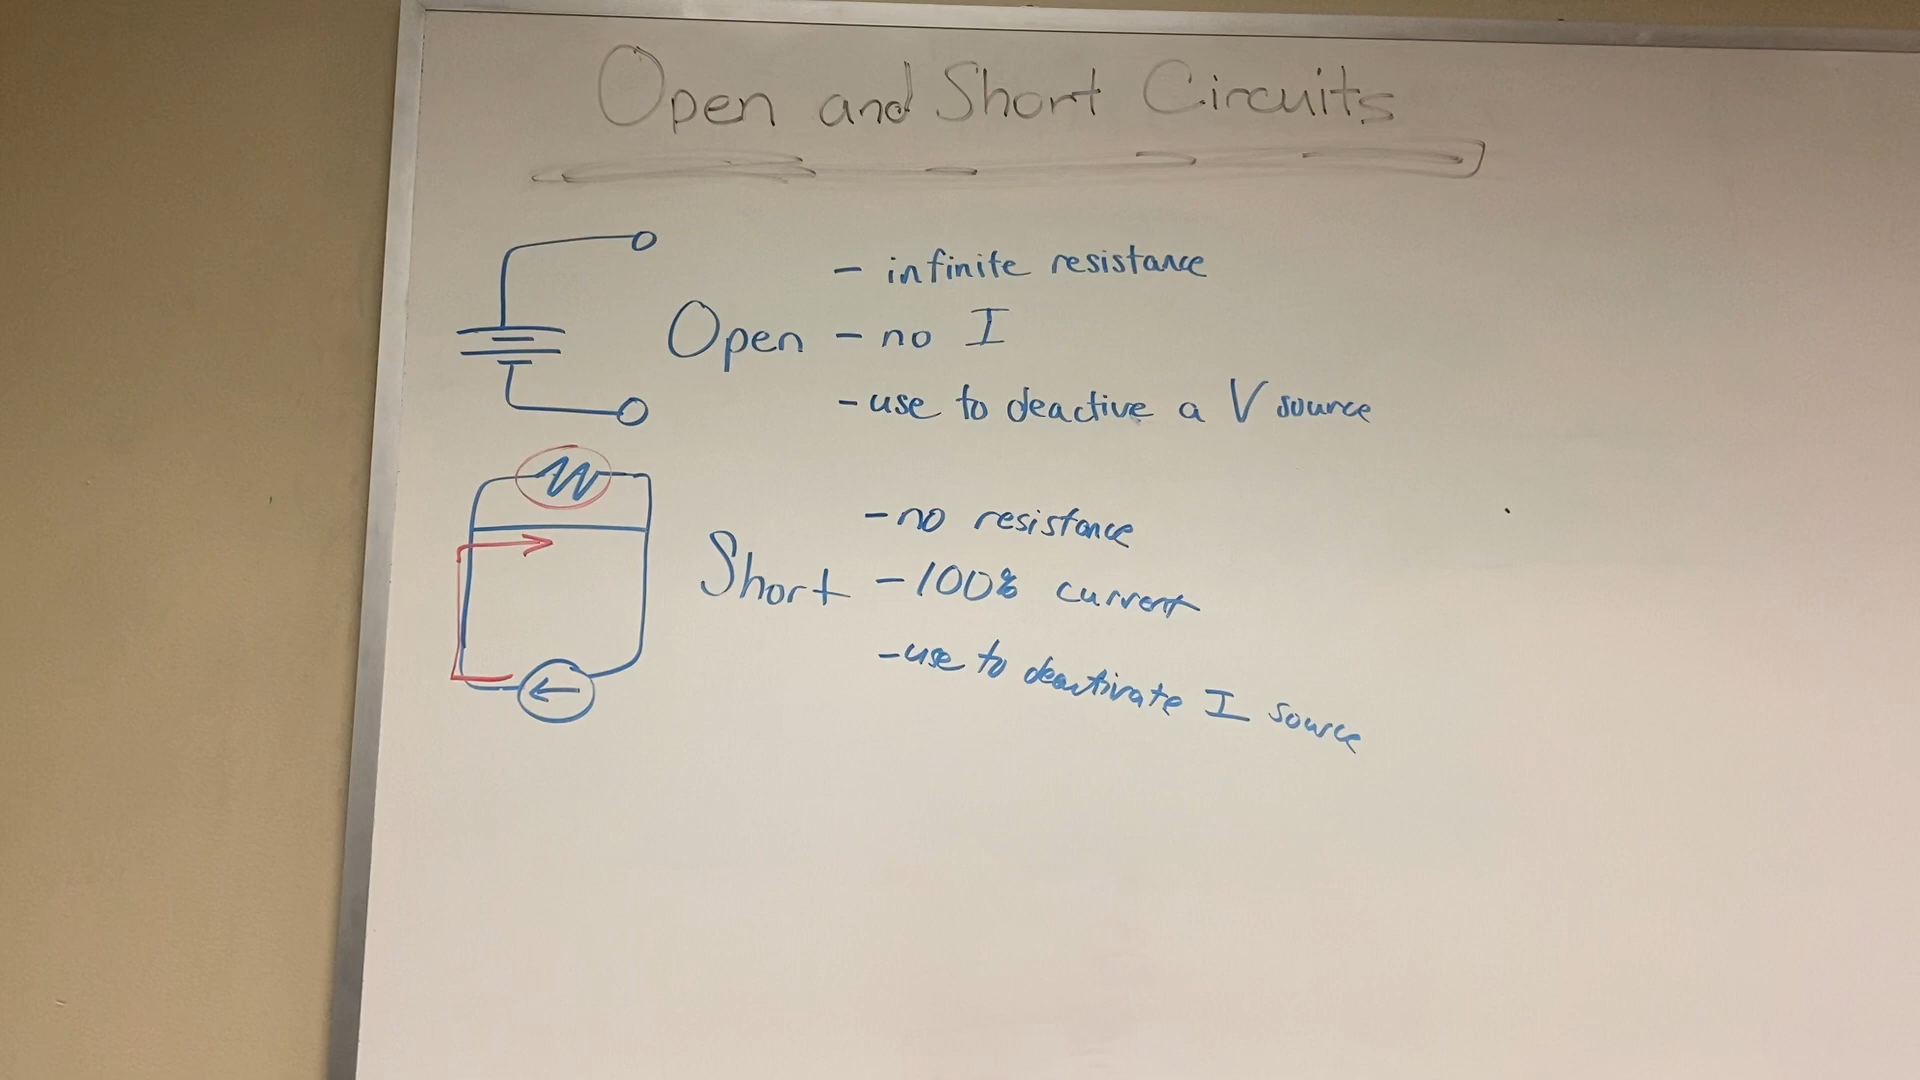 Open and Short Circuits
- infinite resistance
Open - no I
- use to deactive a V source
- no resistance
Short - 100% current
- use to deactivate I source